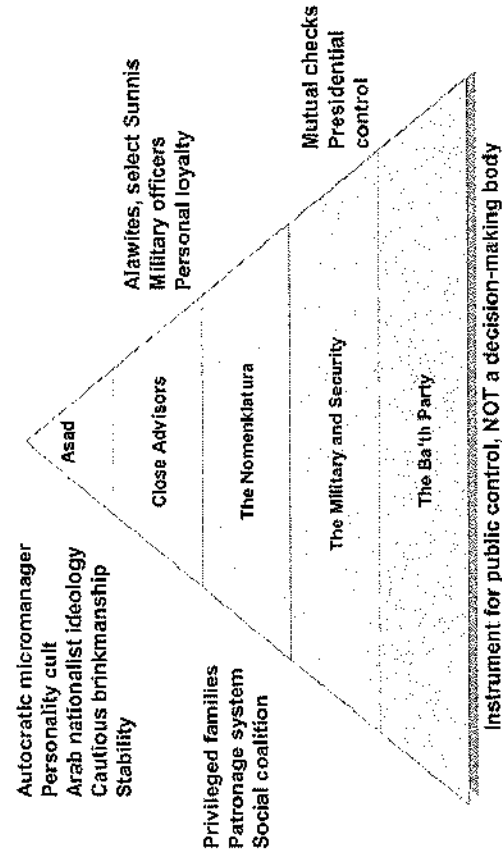 Autocratic micromanager
Personality cult
Arab nationalist ideology
Cautious brinkmanship
Stability
Asad
Alawites, select Sunnis
Military officers
Personal loyalty
Close Advisors
Privileged families
Patronage system
Social coalition
The Nomenklatura
Mutual checks
Presidential
control
The Military and Security
The Ba'th Party
Instrument for public control, NOT a decision-making body